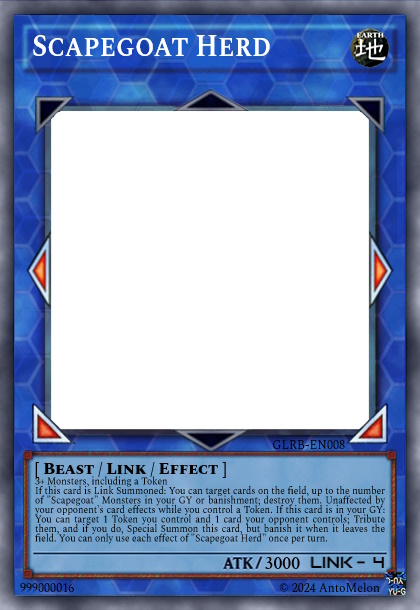 SCAPEGOAT HERD
EARTH
地
GLRB-EN008
[ BEAST / LINK / EFFECT ]
3+ Monsters, including a Token
If this card is Link Summoned: You can target cards on the field, up to the number
of "Scapegoat" Monsters in your GY or banishment; destroy them. Unaffected by
your opponent's card effects while you control a Token. If this card is in your GY:
You can target 1 Token you control and 1 card your opponent controls; Tribute
them, and if you do, Special Summon this card, but banish it when it leaves the
field. You can only use each effect of "Scapegoat Herd" once per turn.
ATK/3000 LINK-4
999000016 © 2024 AntoMelon